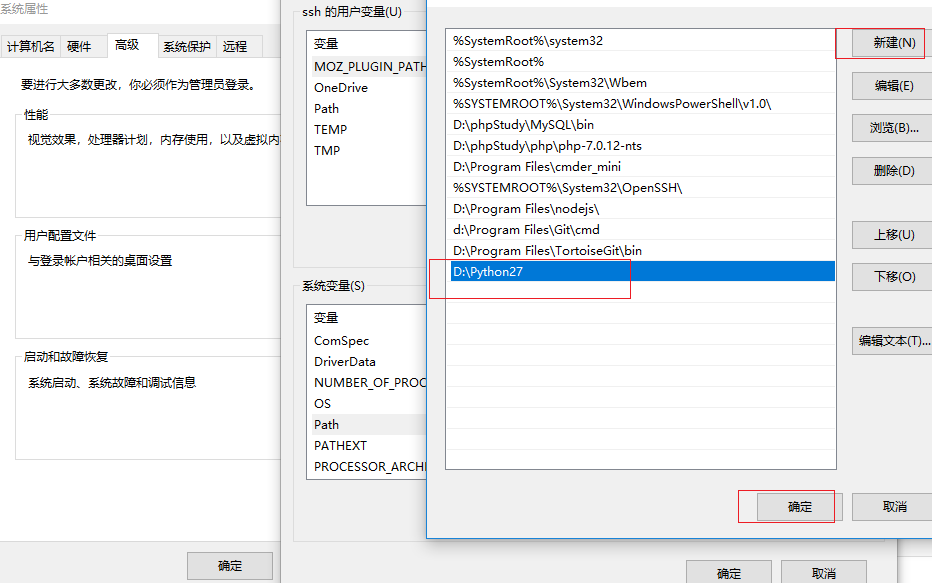 系统属性
计算机名
硬件
高级
系统保护
远程
要进行大多数更改，你必须作为管理员登录。
性能
视觉效果，处理器计划，内存使用，以及虚拟内
用户配置文件
与登录帐户相关的桌面设置
启动和故障恢复
系统启动、系统故障和调试信息
确定
ssh 的用户变量(U)
变量
MOZ_PLUGIN_PATH
OneDrive
Path
TEMP
TMP
系统变量(S)
变量
ComSpec
DriverData
NUMBER_OF_PROC
OS
Path
PATHEXT
PROCESSOR_ARCHI
确定
取消
%SystemRoot%\system32
%SystemRoot%
%SystemRoot%\System32\Wbem
%SYSTEMROOT%\System32\WindowsPowerShell\v1.0\
D:\phpStudy\MySQL\bin
D:\phpStudy\php\php-7.0.12-nts
D:\Program Files\cmder_mini
%SYSTEMROOT%\System32\OpenSSH\
D:\Program Files\nodejs\
d:\Program Files\Git\cmd
D:\Program Files\TortoiseGit\bin
D:\Python27
新建(N)
编辑(E)
浏览(B)...
删除(D)
上移(U)
下移(O)
编辑文本(T)...
确定
取消